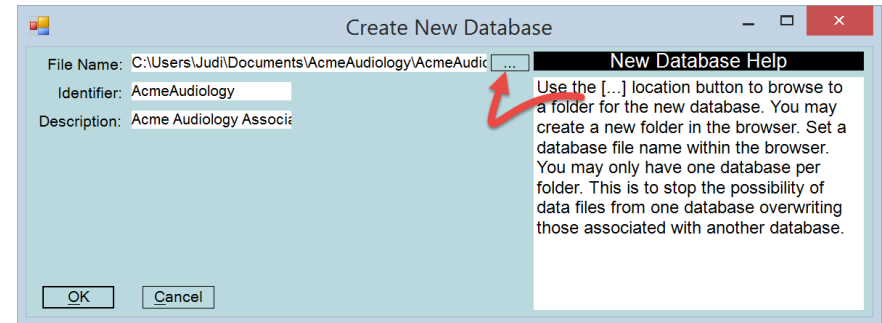 Create New Database
File Name: C:\Users\Judi\Documents\AcmeAudiology\AcmeAudic ...
Identifier: AcmeAudiology
Description: Acme Audiology Associa
OK Cancel
New Database Help
Use the [...] location button to browse to
a folder for the new database. You may
create a new folder in the browser. Set a
database file name within the browser.
You may only have one database per
folder. This is to stop the possibility of
data files from one database overwriting
those associated with another database.